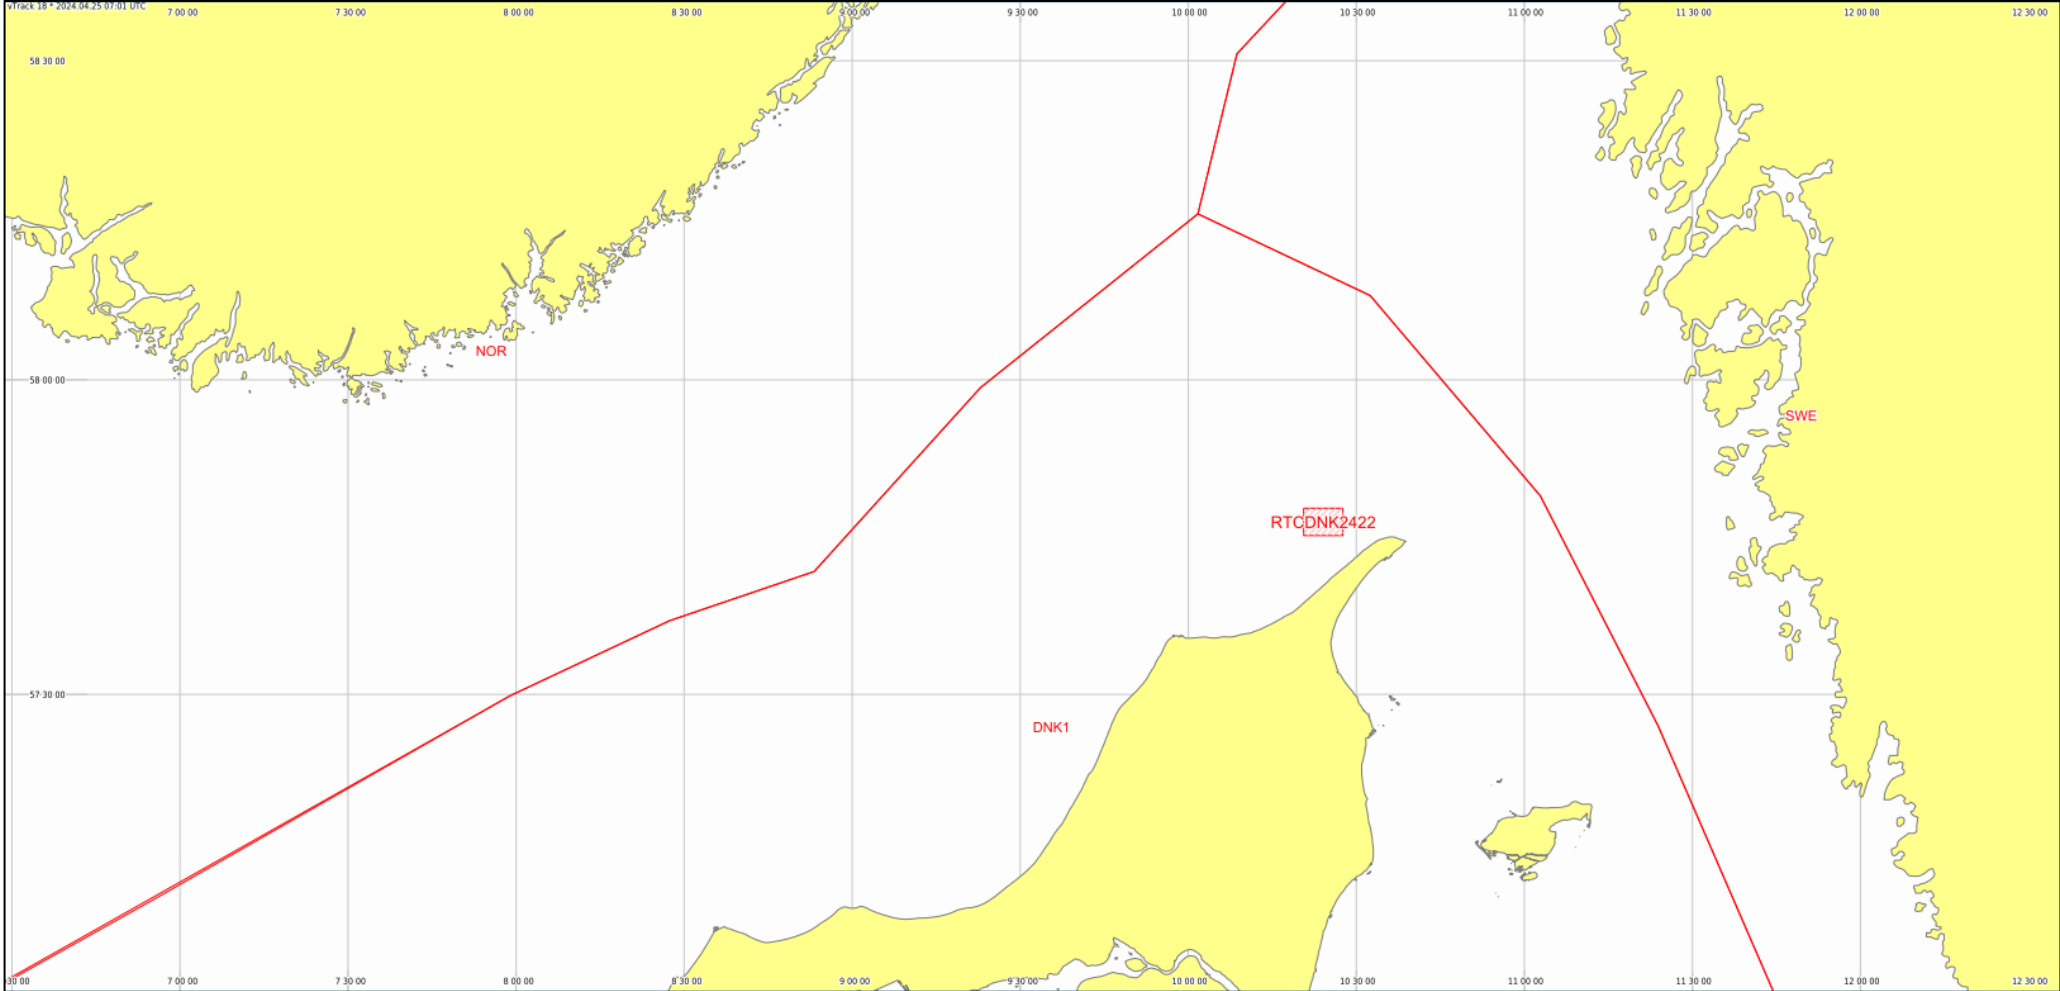 vTrack 18 * 2024.04.25 07:01 UTC
7 00 00 7 30 00 8 00 00 8 30 00 9 00 00 9 30 00 10 00 00 10 30 00 11 00 00 11 30 00 12 00 00 12 30 00
58 30 00
NOR
58 00 00
SWE
RTCDNK2422
57 30 00
DNK1
30 00 7 00 00 7 30 00 8 00 00 8 30 00 9 00 00 9 30 00 10 00 00 10 30 00 11 00 00 11 30 00 12 00 00 12 30 00